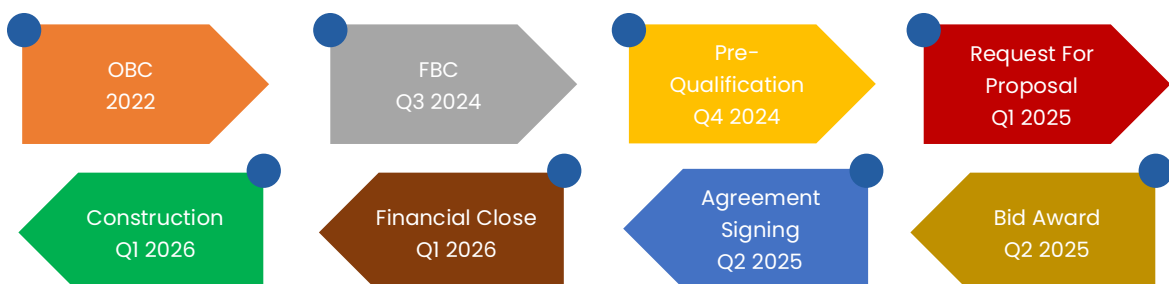 OBC
2022
FBC
Q3 2024
Pre-
Qualification
Q4 2024
Request For
Proposal
Q1 2025
Construction
Q1 2026
Financial Close
Q1 2026
Agreement
Signing
Q2 2025
Bid Award
Q2 2025